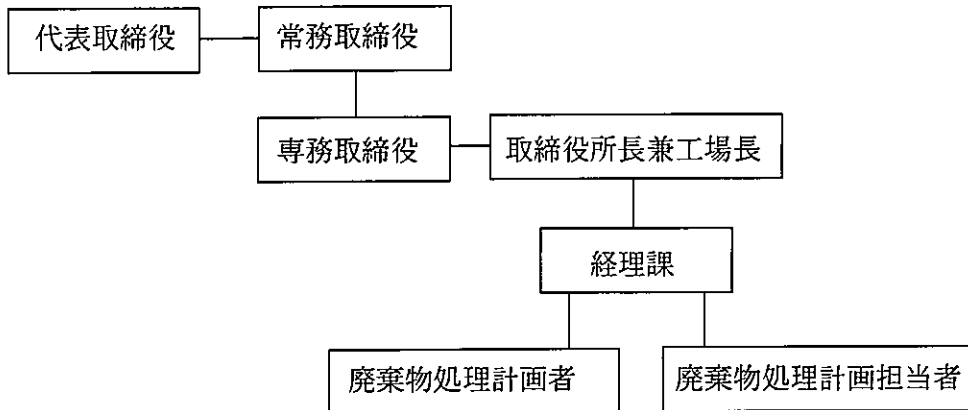 代表取締役
常務取締役
専務取締役
取締役所長兼工場長
経理課
廃棄物処理計画者
廃棄物処理計画担当者